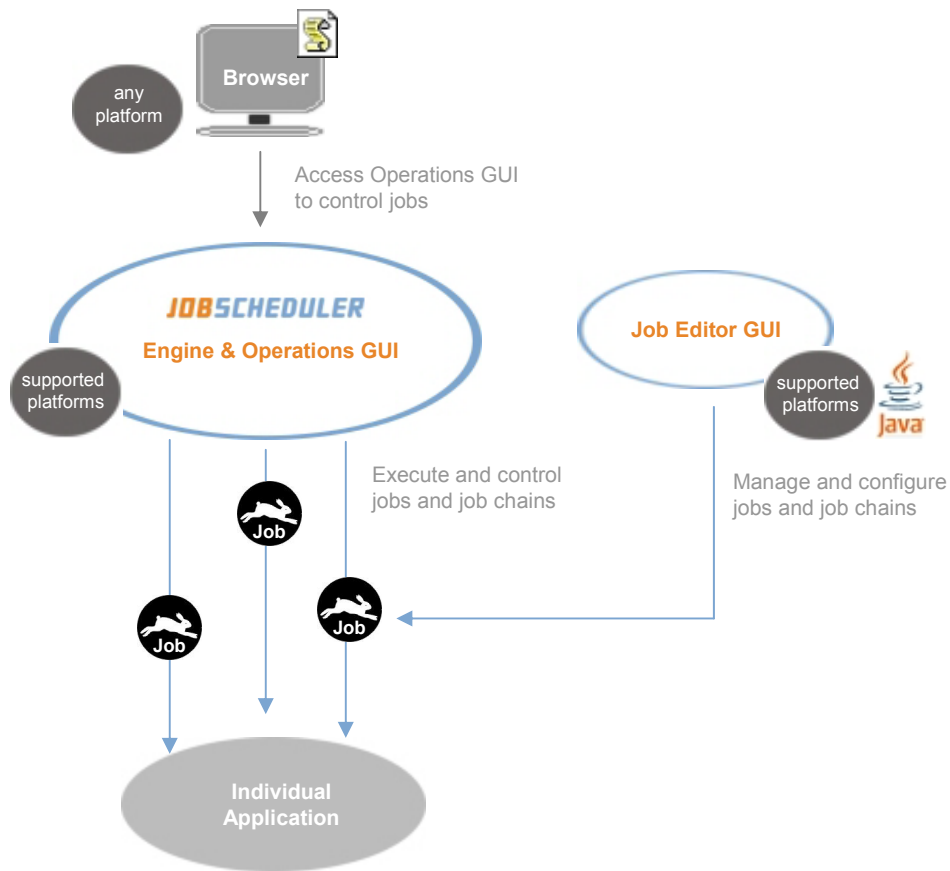 Browser
any
platform
Access Operations GUI
to control jobs
JOBSCHEDULER
Engine & Operations GUI
supported
platforms
Job Editor GUI
supported
platforms
Java
Execute and control
jobs and job chains
Manage and configure
jobs and job chains
Job
Job
Job
Individual
Application